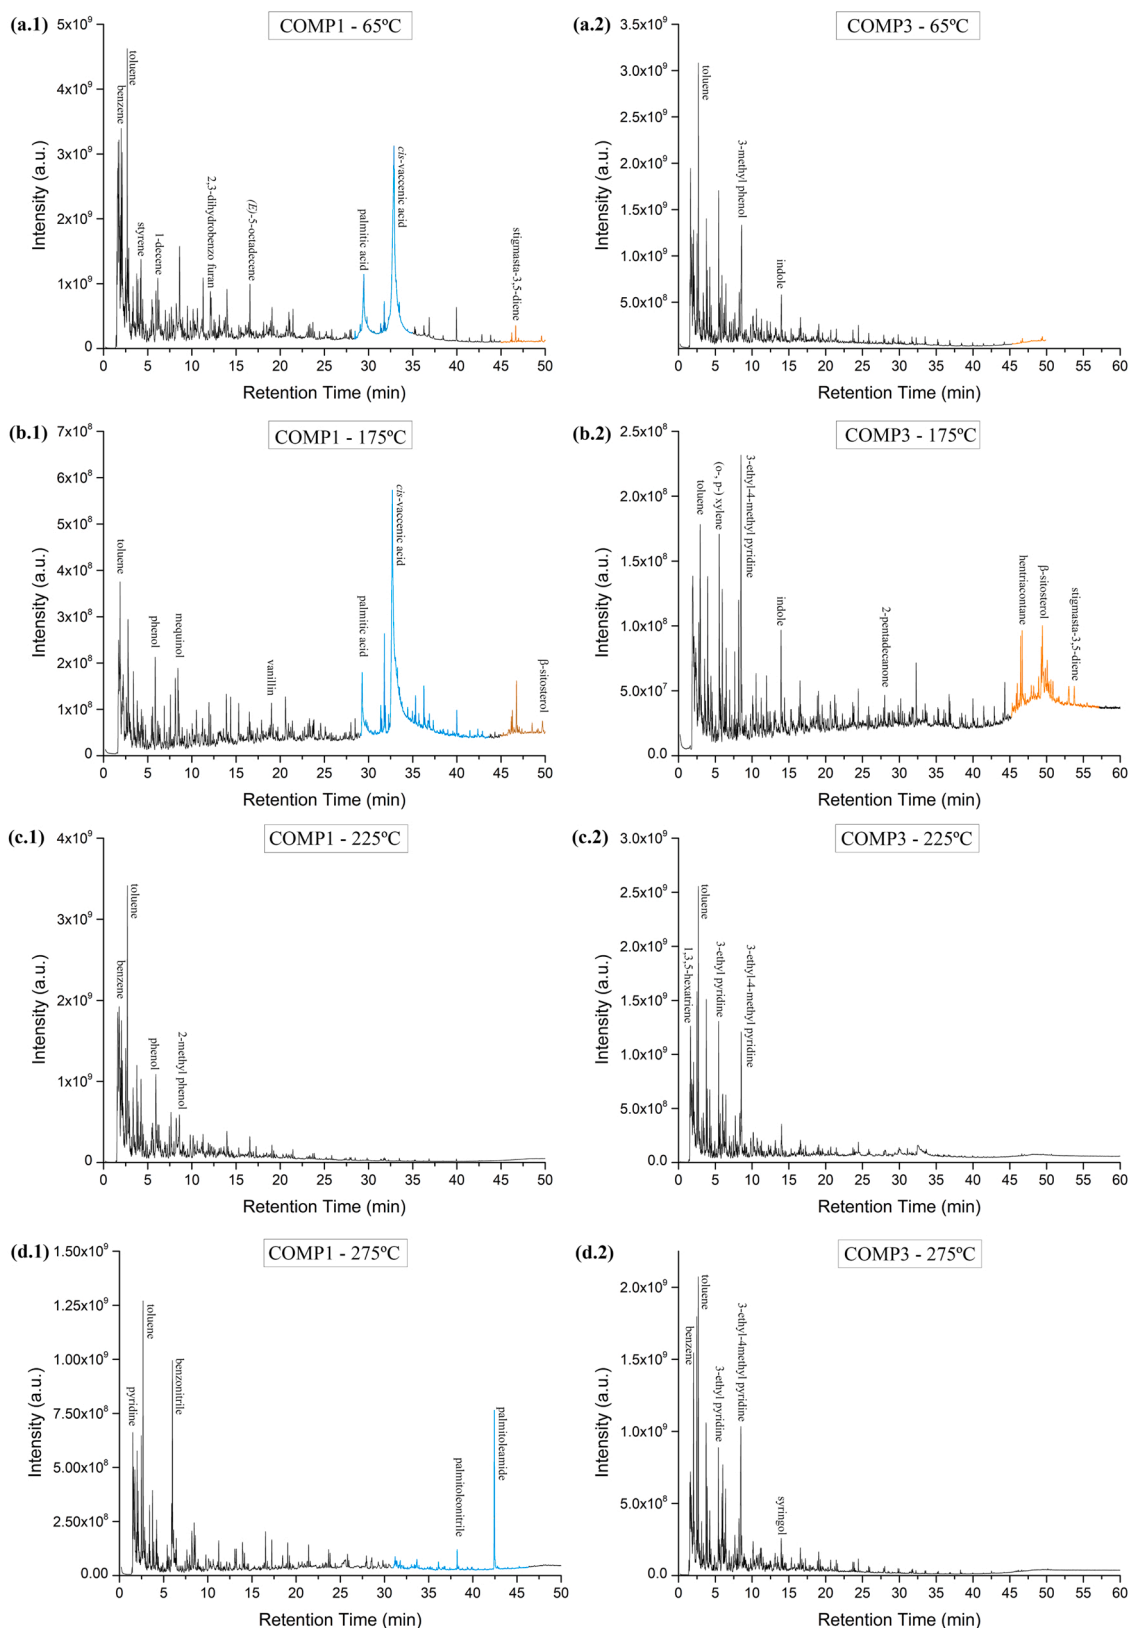 (a.1)
COMP1 - 65ºC
5x10⁹
4x10⁹
3x10⁹
2x10⁹
1x10⁹
0
Intensity (a.u.)
benzene
toluene
styrene
1-decene
2,3-dihydrobenzo furan
(E)-5-octadecene
palmitic acid
cis-vaccenic acid
stigmasta-3,5-diene
0 5 10 15 20 25 30 35 40 45 50
Retention Time (min)
(a.2)
COMP3 - 65ºC
3.5x10⁹
3.0x10⁹
2.5x10⁹
2.0x10⁹
1.5x10⁹
1.0x10⁹
5.0x10⁸
Intensity (a.u.)
toluene
3-methyl phenol
indole
0 5 10 15 20 25 30 35 40 45 50 55 60
Retention Time (min)
(b.1)
COMP1 - 175ºC
7x10⁸
6x10⁸
5x10⁸
4x10⁸
3x10⁸
2x10⁸
1x10⁸
0
Intensity (a.u.)
toluene
phenol
mequinol
vanillin
palmitic acid
cis-vaccenic acid
β-sitosterol
0 5 10 15 20 25 30 35 40 45 50
Retention Time (min)
(b.2)
COMP3 - 175ºC
2.5x10⁸
2.0x10⁸
1.5x10⁸
1.0x10⁸
5.0x10⁷
0.0
Intensity (a.u.)
toluene
(o-, p-) xylene
3-ethyl-4-methyl pyridine
indole
2-pentadecanone
hentriacontane
β-sitosterol
stigmasta-3,5-diene
0 5 10 15 20 25 30 35 40 45 50 55 60
Retention Time (min)
(c.1)
COMP1 - 225ºC
4x10⁹
3x10⁹
2x10⁹
1x10⁹
0
Intensity (a.u.)
benzene
toluene
phenol
2-methyl phenol
0 5 10 15 20 25 30 35 40 45 50
Retention Time (min)
(c.2)
COMP3 - 225ºC
3.0x10⁹
2.5x10⁹
2.0x10⁹
1.5x10⁹
1.0x10⁹
5.0x10⁸
0.0
Intensity (a.u.)
1,3,5-hexatriene
toluene
3-ethyl pyridine
3-ethyl-4-methyl pyridine
0 5 10 15 20 25 30 35 40 45 50 55 60
Retention Time (min)
(d.1)
COMP1 - 275ºC
1.50x10⁹
1.25x10⁹
1.00x10⁹
7.50x10⁸
5.00x10⁸
2.50x10⁸
0.00
Intensity (a.u.)
pyridine
toluene
benzonitrile
palmitoleonitrile
palmitoleamide
0 5 10 15 20 25 30 35 40 45 50
Retention Time (min)
(d.2)
COMP3 - 275ºC
2.0x10⁹
1.5x10⁹
1.0x10⁹
5.0x10⁸
0.0
Intensity (a.u.)
benzene
toluene
3-ethyl pyridine
3-ethyl-4methyl pyridine
syringol
0 5 10 15 20 25 30 35 40 45 50 55 60
Retention Time (min)